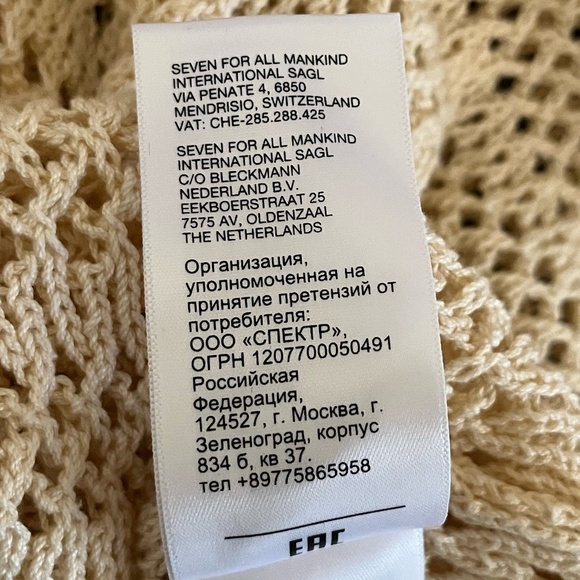 SEVEN FOR ALL MANKIND
INTERNATIONAL SAGL
VIA PENATE 4, 6850
MENDRISIO, SWITZERLAND
VAT: CHE-285.288.425
SEVEN FOR ALL MANKIND
INTERNATIONAL SAGL
C/O BLECKMANN
NEDERLAND B.V.
EEKBOERSTRAAT 25
7575 AV, OLDENZAAL
THE NETHERLANDS
Организация,
уполномоченная на
принятие претензий от
потребителя:
ООО «СПЕКТР»,
ОГРН 1207700050491
Российская
Федерация,
124527, г. Москва, г.
Зеленоград, корпус
834 б, кв 37.
тел +89775865958
EAC